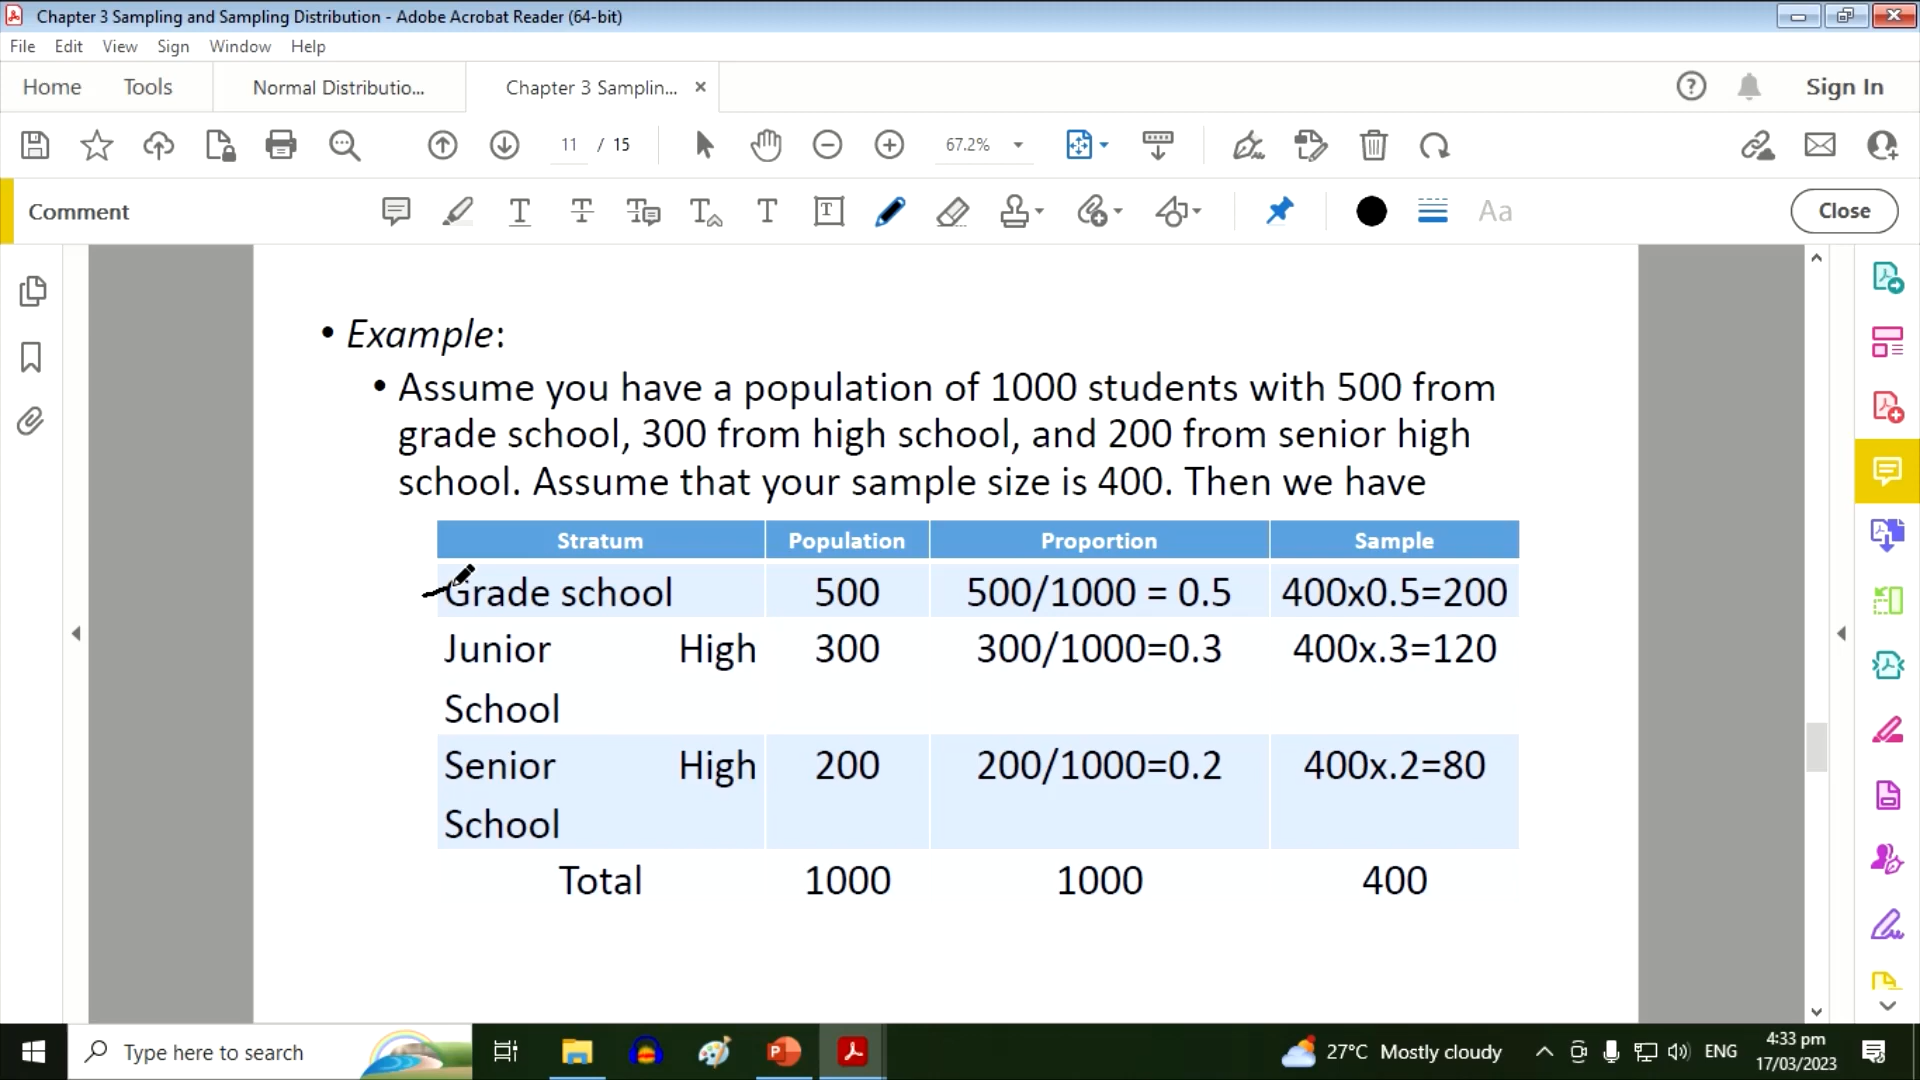 Chapter 3 Sampling and Sampling Distribution - Adobe Acrobat Reader (64-bit)
File Edit View Sign Window Help
Home Tools Normal Distributio... Chapter 3 Samplin... × Sign In
11 / 15 67.2%
Comment Aa Close
• Example:
• Assume you have a population of 1000 students with 500 from
grade school, 300 from high school, and 200 from senior high
school. Assume that your sample size is 400. Then we have
Stratum Population Proportion Sample
Grade school 500 500/1000 = 0.5 400x0.5=200
Junior High 300 300/1000=0.3 400x.3=120
School
Senior High 200 200/1000=0.2 400x.2=80
School
Total 1000 1000 400
Type here to search 27°C Mostly cloudy ENG 4:33 pm
17/03/2023